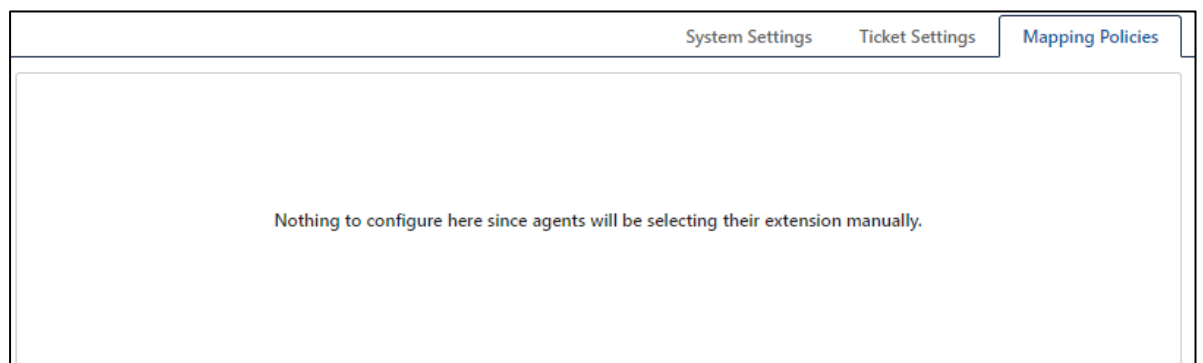 System Settings Ticket Settings Mapping Policies
Nothing to configure here since agents will be selecting their extension manually.